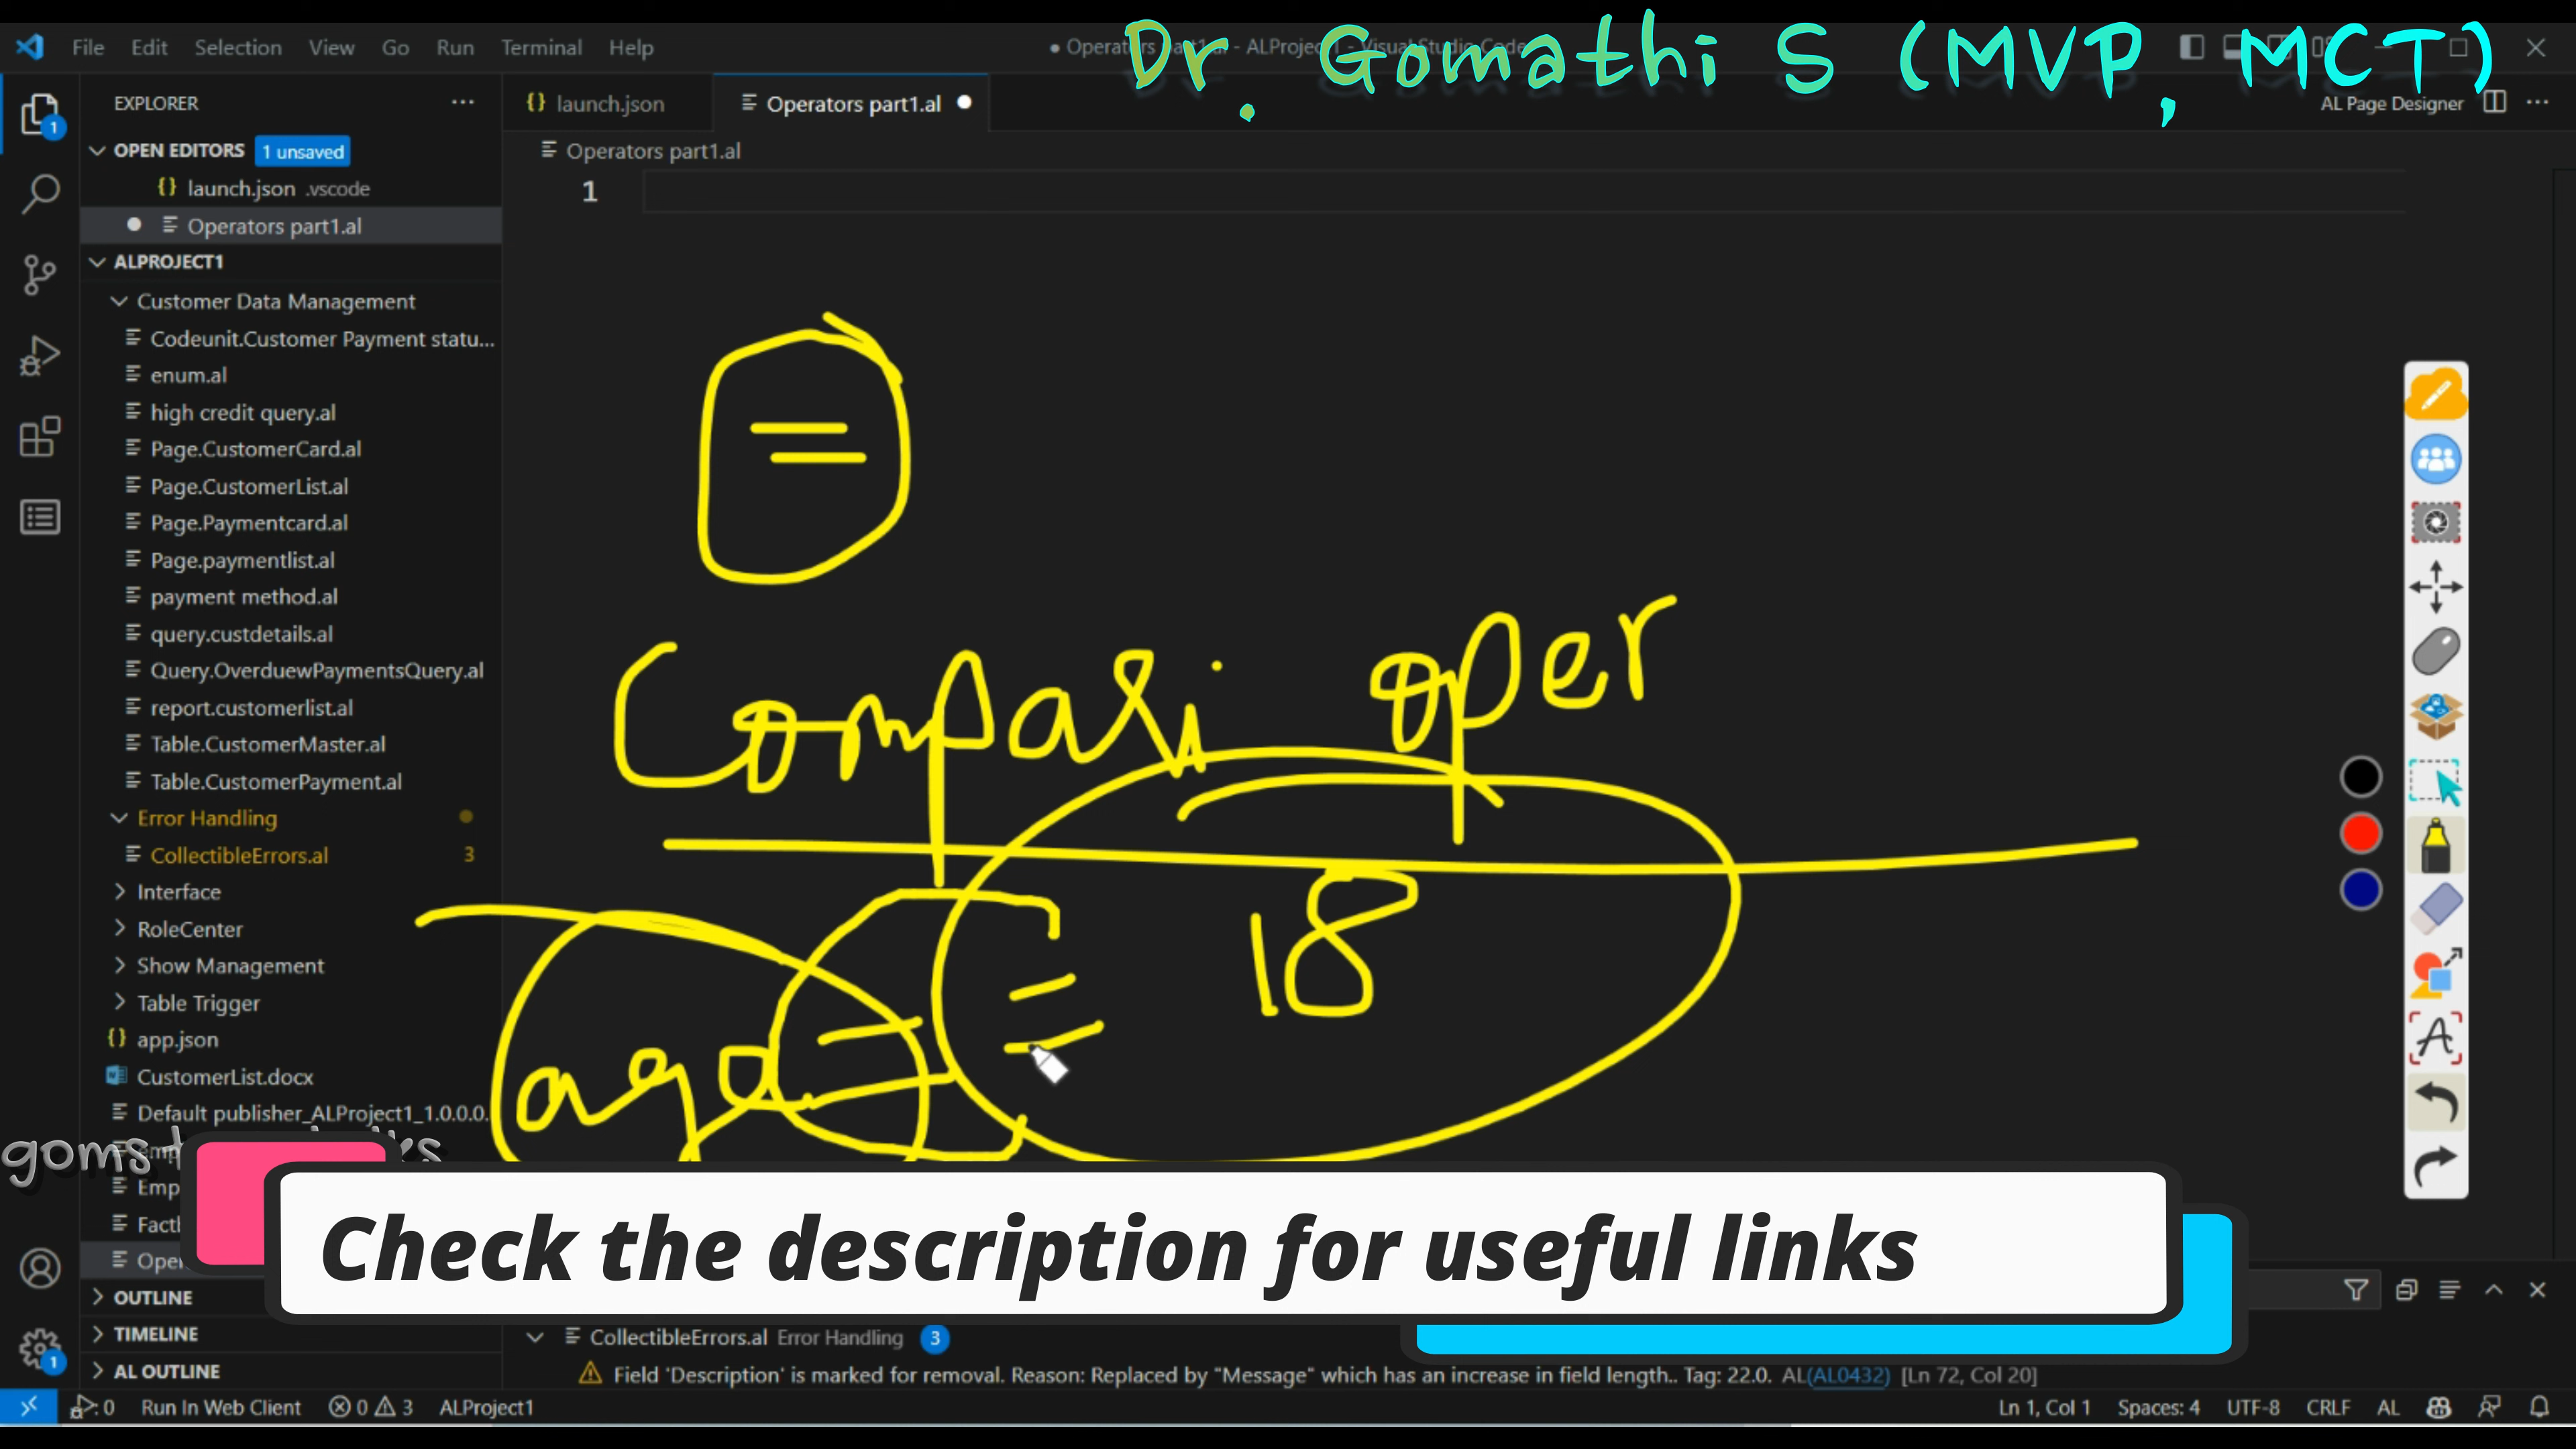 Dr. Gomathi S (MVP, MCT)
File Edit Selection View Go Run Terminal Help
AL Page Designer
EXPLORER
launch.json
Operators part1.al
OPEN EDITORS 1 unsaved
launch.json .vscode
Operators part1.al
Operators part1.al
1
ALPROJECT1
Customer Data Management
Codeunit.Customer Payment statu...
enum.al
high credit query.al
Page.CustomerCard.al
Page.CustomerList.al
Page.Paymentcard.al
Page.paymentlist.al
payment method.al
query.custdetails.al
Query.OverduewPaymentsQuery.al
report.customerlist.al
Table.CustomerMaster.al
Table.CustomerPayment.al
Error Handling
CollectibleErrors.al 3
Interface
RoleCenter
Show Management
Table Trigger
app.json
CustomerList.docx
Default publisher_ALProject1_1.0.0.0.
=
Compari oper
age = = 18
Check the description for useful links
OUTLINE
TIMELINE
AL OUTLINE
CollectibleErrors.al Error Handling 3
Field 'Description' is marked for removal. Reason: Replaced by "Message" which has an increase in field length.. Tag: 22.0. AL(AL0432) [Ln 72, Col 20]
0 Run In Web Client 0 3 ALProject1
Ln 1, Col 1 Spaces: 4 UTF-8 CRLF AL